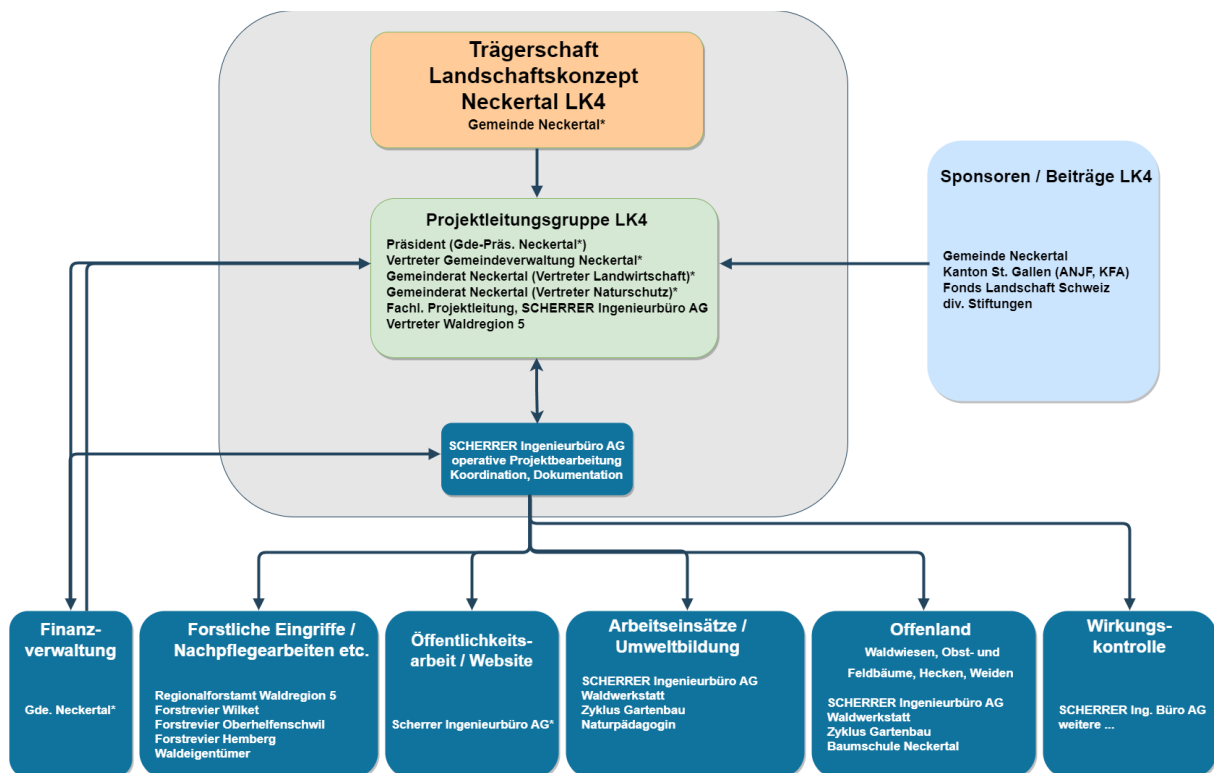 Trägerschaft
Landschaftskonzept
Neckertal LK4
Gemeinde Neckertal*
Sponsoren / Beiträge LK4
Gemeinde Neckertal
Kanton St. Gallen (ANJF, KFA)
Fonds Landschaft Schweiz
div. Stiftungen
Projektleitungsgruppe LK4
Präsident (Gde-Präs. Neckertal*)
Vertreter Gemeindeverwaltung Neckertal*
Gemeinderat Neckertal (Vertreter Landwirtschaft)*
Gemeinderat Neckertal (Vertreter Naturschutz)*
Fachl. Projektleitung, SCHERRER Ingenieurbüro AG
Vertreter Waldregion 5
SCHERRER Ingenieurbüro AG
operative Projektbearbeitung
Koordination, Dokumentation
Finanz-
verwaltung
Gde. Neckertal*
Forstliche Eingriffe /
Nachpflegearbeiten etc.
Regionalforstamt Waldregion 5
Forstrevier Wilket
Forstrevier Oberhelfenschwil
Forstrevier Hemberg
Waldeigentümer
Öffentlichkeits-
arbeit / Website
Scherrer Ingenieurbüro AG*
Arbeitseinsätze /
Umweltbildung
SCHERRER Ingenieurbüro AG
Waldwerkstatt
Zyklus Gartenbau
Naturpädagogin
Offenland
Waldwiesen, Obst- und
Feldbäume, Hecken, Weiden
SCHERRER Ingenieurbüro AG
Waldwerkstatt
Zyklus Gartenbau
Baumschule Neckertal
Wirkungs-
kontrolle
SCHERRER Ing. Büro AG
weitere ...